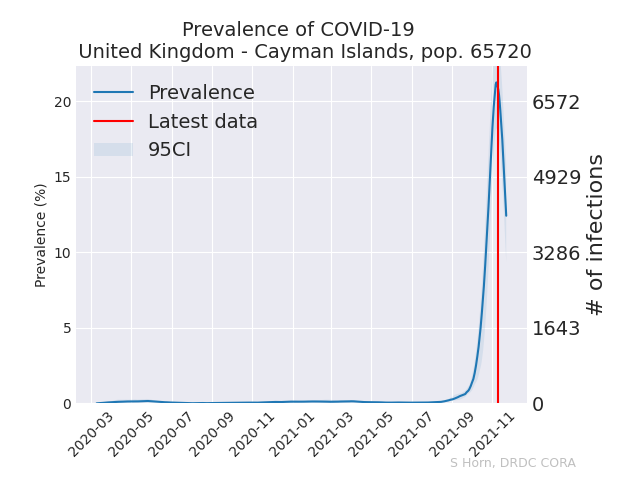 Prevalence of COVID-19
United Kingdom - Cayman Islands, pop. 65720
Prevalence
Latest data
95CI
Prevalence (%)
20
15
10
5
0
6572
4929
3286
1643
0
# of infections
2020-03
2020-05
2020-07
2020-09
2020-11
2021-01
2021-03
2021-05
2021-07
2021-09
2021-11
S Horn, DRDC CORA